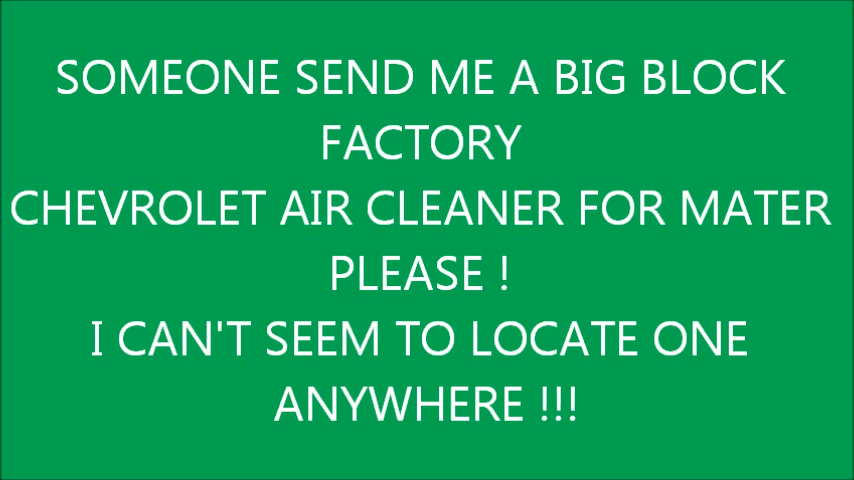 SOMEONE SEND ME A BIG BLOCK
FACTORY
CHEVROLET AIR CLEANER FOR MATER
PLEASE !
I CAN'T SEEM TO LOCATE ONE
ANYWHERE !!!